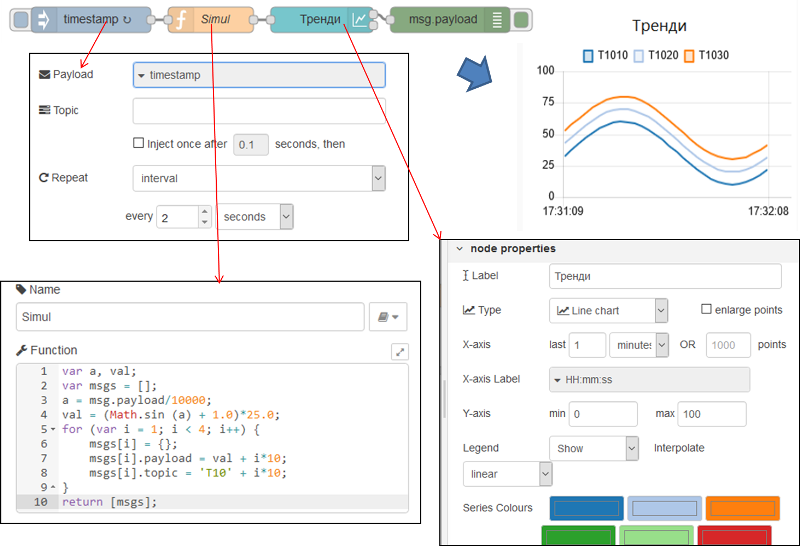 timestamp ↻
Simul
Тренди
msg.payload
Payload
timestamp
Topic
Inject once after 0.1 seconds, then
Repeat
interval
every 2 seconds
Тренди
T1010 T1020 T1030
100
75
50
25
0
17:31:09 17:32:08
Name
Simul
Function
1 var a, val;
2 var msgs = [];
3 a = msg.payload/10000;
4 val = (Math.sin (a) + 1.0)*25.0;
5 for (var i = 1; i < 4; i++) {
6 msgs[i] = {};
7 msgs[i].payload = val + i*10;
8 msgs[i].topic = 'T10' + i*10;
9 }
10 return [msgs];
node properties
Label Тренди
Type Line chart enlarge points
X-axis last 1 minutes OR 1000 points
X-axis Label HH:mm:ss
Y-axis min 0 max 100
Legend Show Interpolate
linear
Series Colours